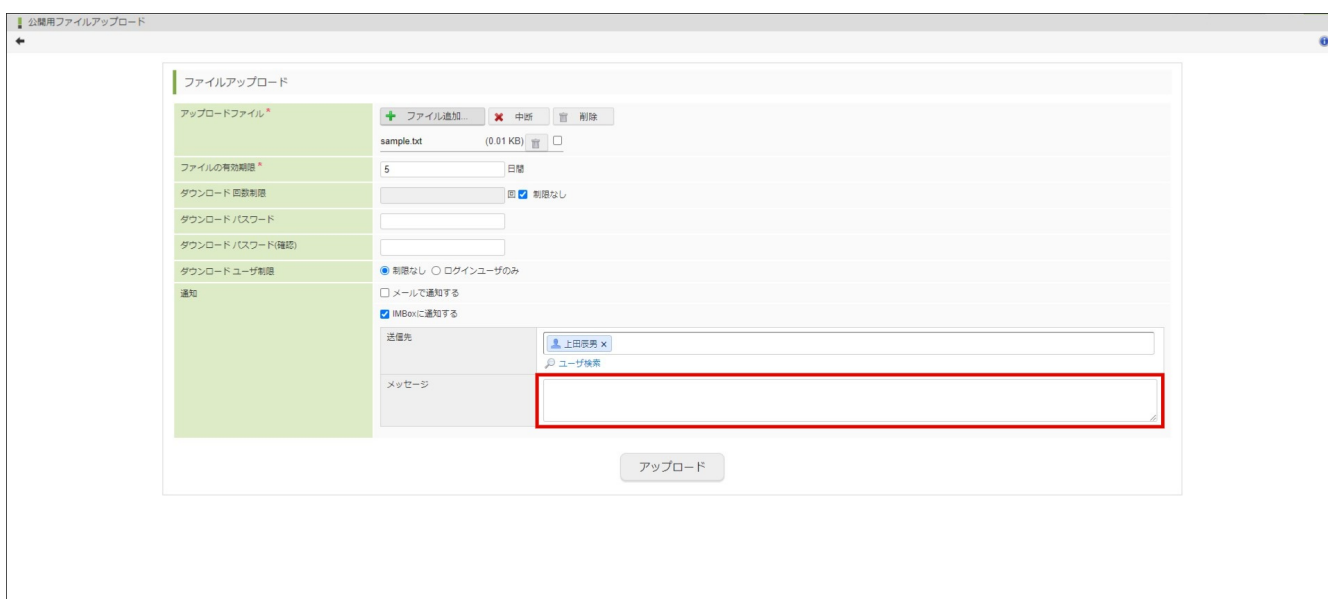 公開用ファイルアップロード
ファイルアップロード
アップロードファイル *
ファイル追加... 中断 削除
sample.txt (0.01 KB)
ファイルの有効期限 * 5 日間
ダウンロード回数制限 回 制限なし
ダウンロードパスワード
ダウンロードパスワード(確認)
ダウンロードユーザ制限 制限なし ログインユーザのみ
通知 メールで通知する
IMBoxに通知する
送信先 上田辰男 ×
ユーザ検索
メッセージ
アップロード